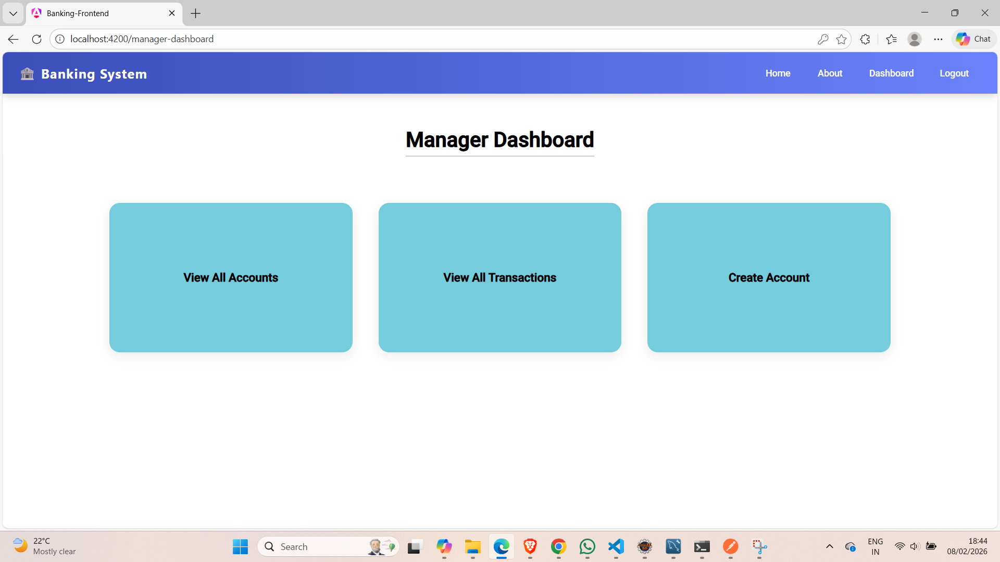 Banking-Frontend
localhost:4200/manager-dashboard
Chat
Banking System
Home
About
Dashboard
Logout
Manager Dashboard
View All Accounts
View All Transactions
Create Account
22°C
Mostly clear
Search
ENG
IN
18:44
08/02/2026